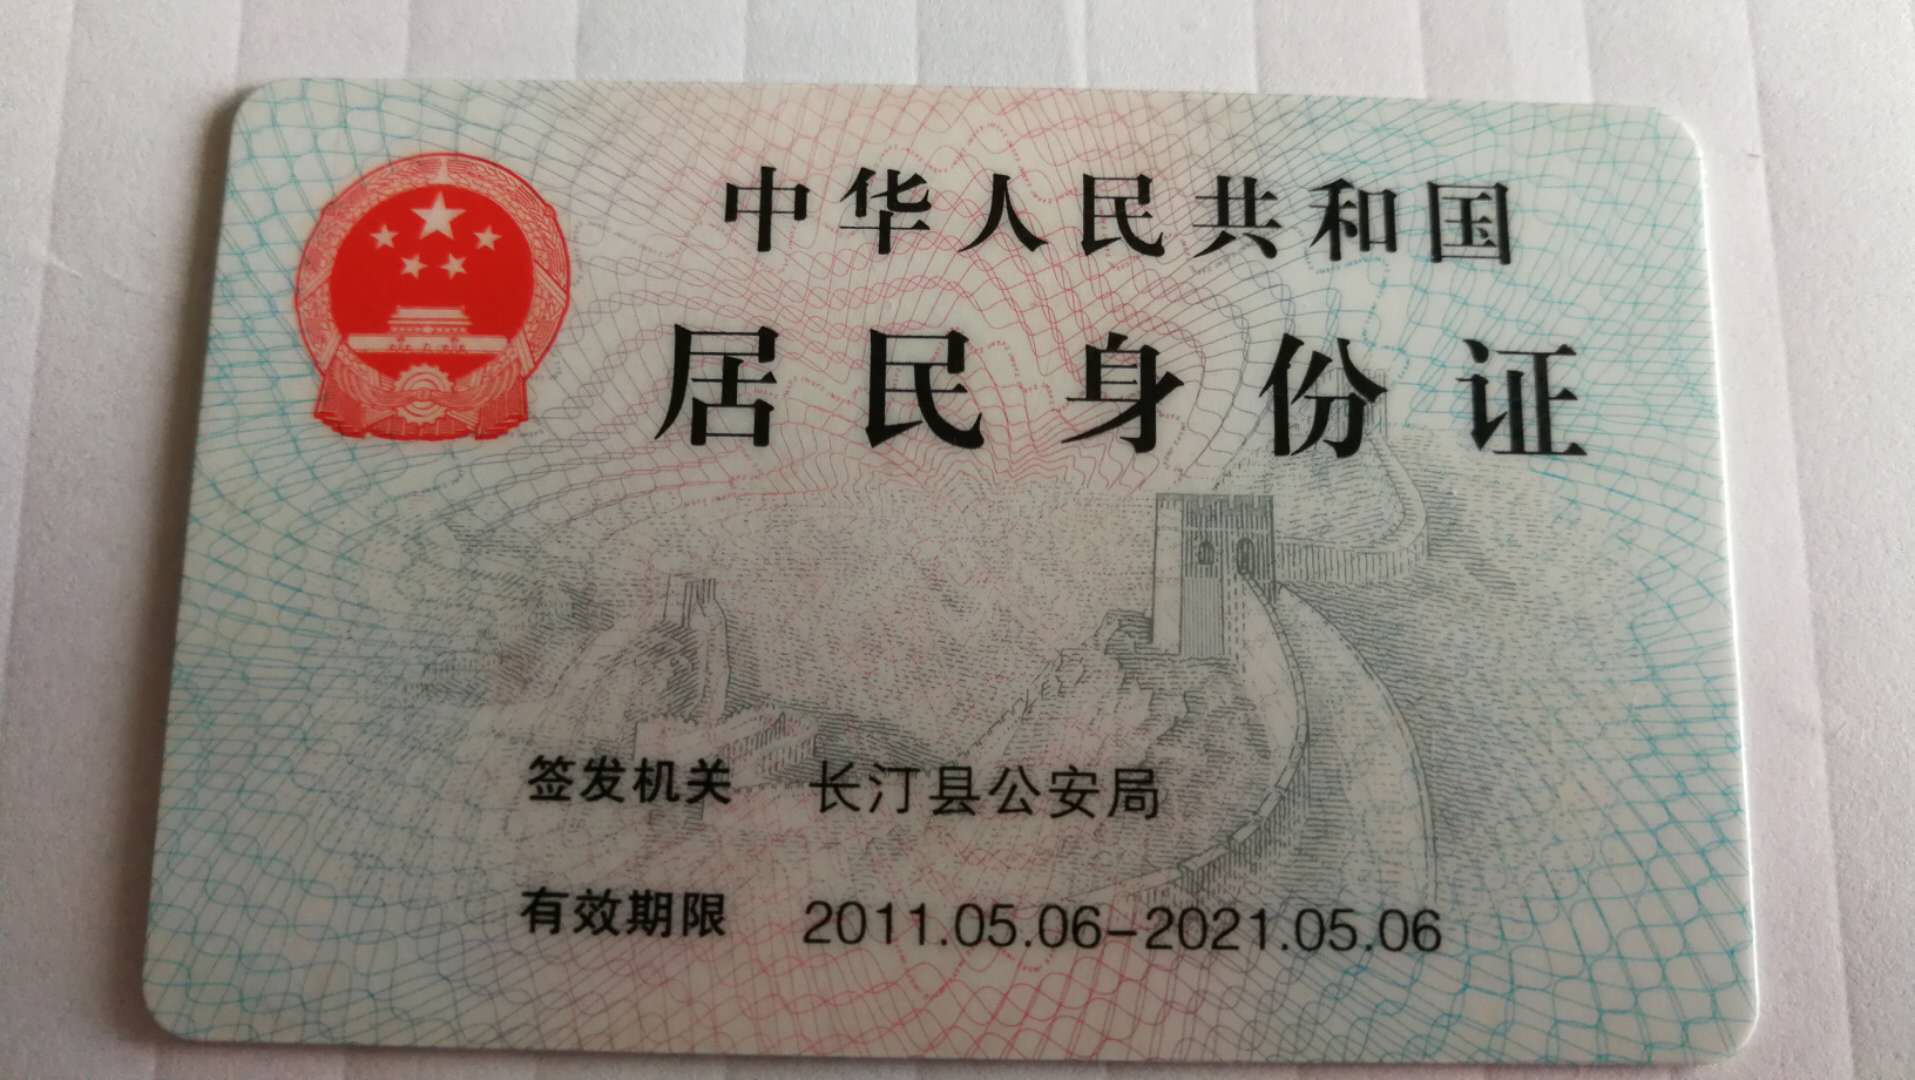 中华人民共和国
居民身份证
签发机关 长汀县公安局
有效期限 2011.05.06-2021.05.06